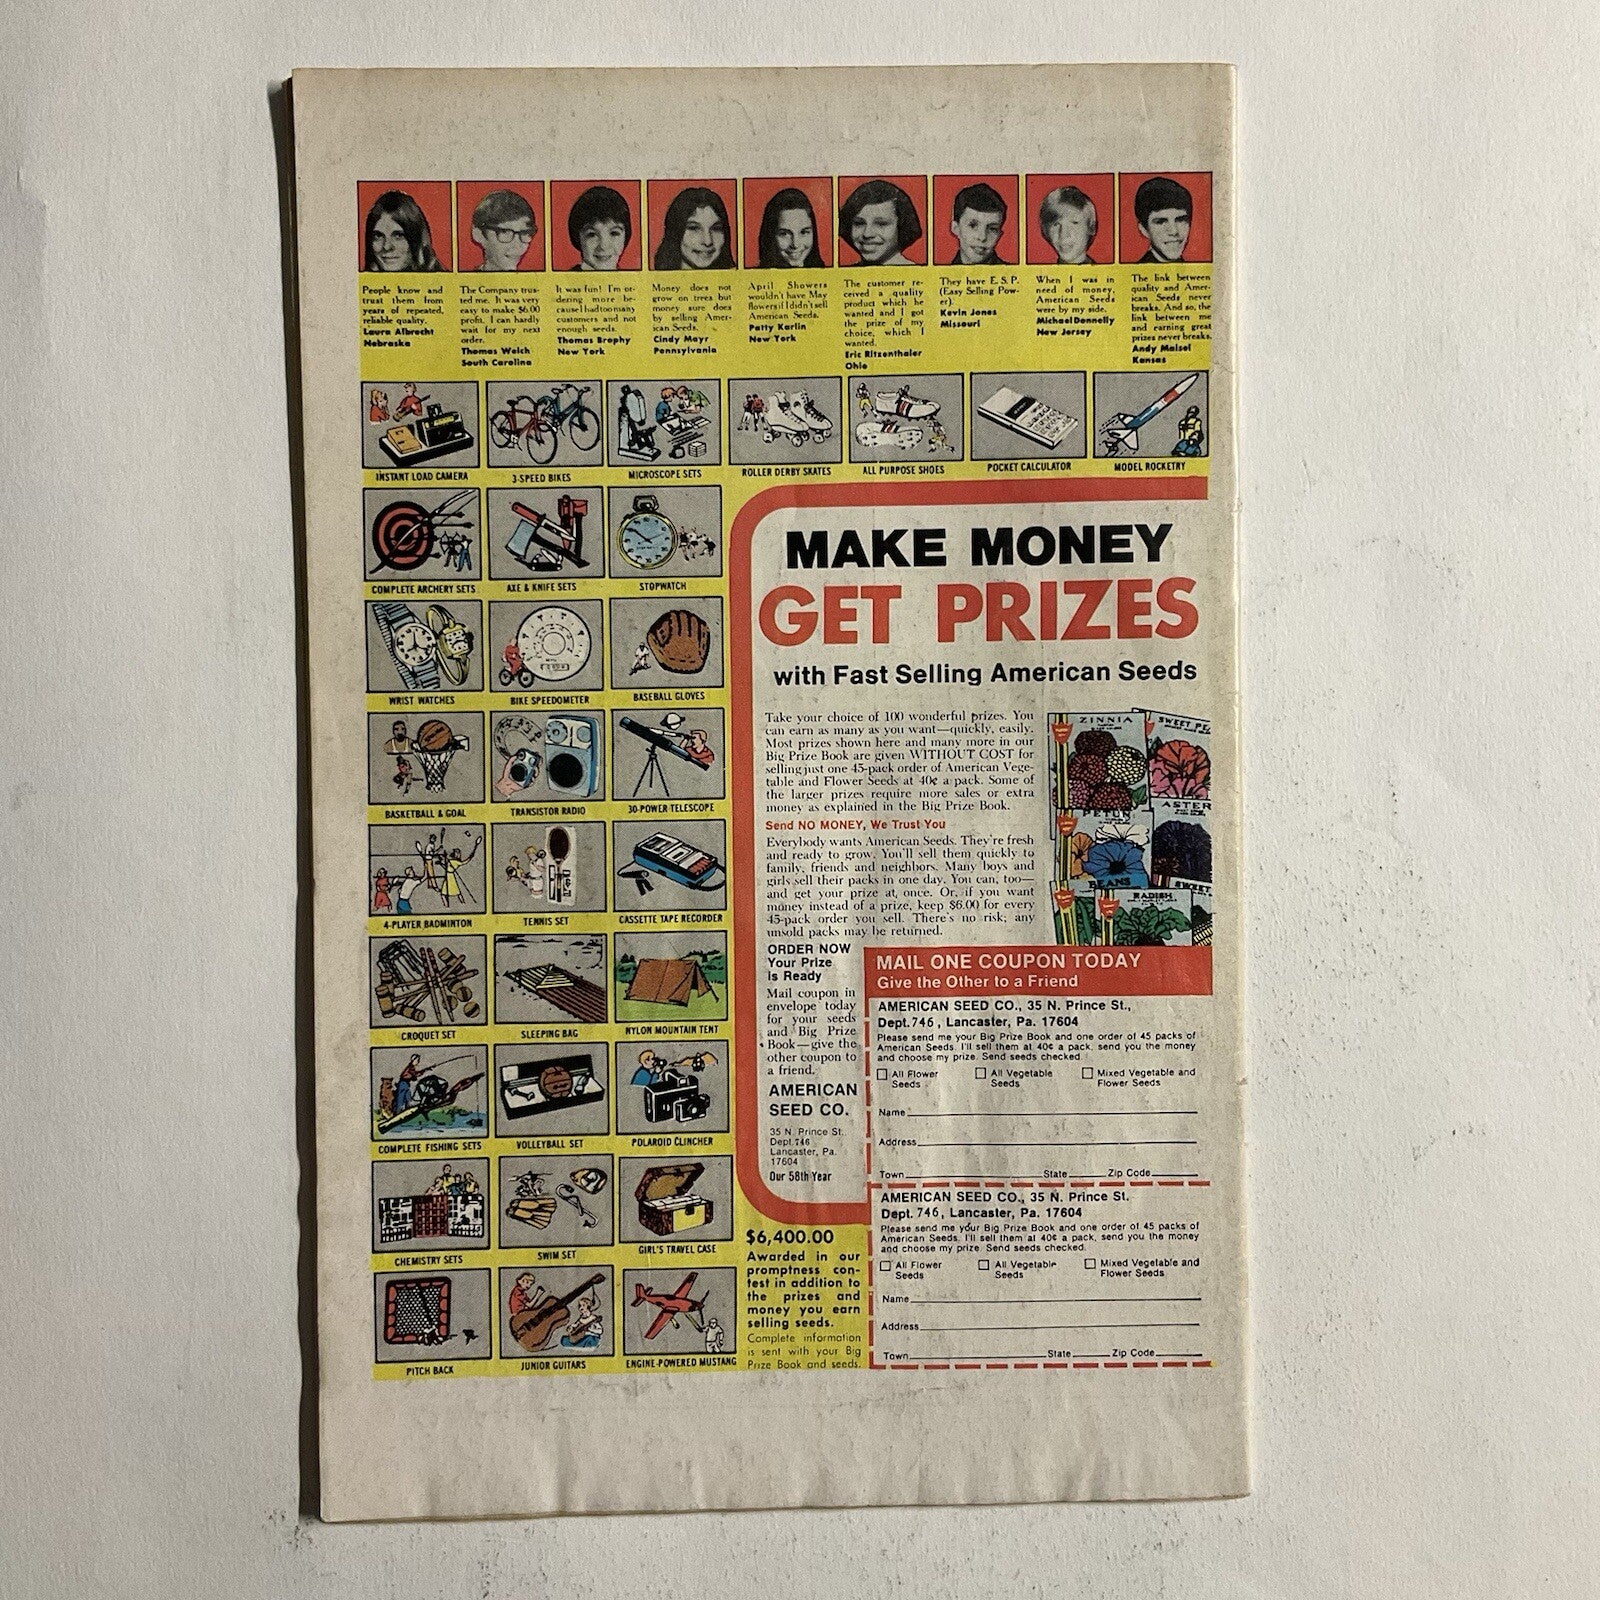 People know and
trust them from
years of repeated,
reliable quality.
Laura Albrecht
Nebraska
The Company trus-
ted me. It was very
easy to make $6.00
profit. I can hardly
wait for my next
order.
Thomas Welch
South Carolina
It was fun! I'm or-
dering more be-
cause I had too many
customers and not
enough seeds.
Thomas Brophy
New York
Money does not
grow on trees but
money sure does
by selling Amer-
ican Seeds.
Cindy Mayr
Pennsylvania
April Showers
wouldn't have May
flowers if I didn't sell
American Seeds.
Patty Karlin
New York
The customer re-
ceived a quality
product which he
wanted and I got
the prize of my
choice, which I
wanted.
Eric Ritzenthaler
Ohio
They have E.S.P.
(Easy Selling Pow-
er).
Kevin Jones
Missouri
When I was in
need of money,
American Seeds
were by my side.
Michael Donnelly
New Jersey
The link between
quality and Amer-
ican Seeds never
breaks. And so, the
link between me
and earning great
prizes never breaks.
Andy Maisel
Kansas
INSTANT LOAD CAMERA
3-SPEED BIKES
MICROSCOPE SETS
ROLLER DERBY SKATES
ALL PURPOSE SHOES
POCKET CALCULATOR
MODEL ROCKETRY
COMPLETE ARCHERY SETS
AXE & KNIFE SETS
STOPWATCH
WRIST WATCHES
BIKE SPEEDOMETER
BASEBALL GLOVES
BASKETBALL & GOAL
TRANSISTOR RADIO
30-POWER TELESCOPE
4-PLAYER BADMINTON
TENNIS SET
CASSETTE TAPE RECORDER
CROQUET SET
SLEEPING BAG
NYLON MOUNTAIN TENT
COMPLETE FISHING SETS
VOLLEYBALL SET
POLAROID CLINCHER
CHEMISTRY SETS
SWIM SET
GIRL'S TRAVEL CASE
PITCH BACK
JUNIOR GUITARS
ENGINE-POWERED MUSTANG
MAKE MONEY
GET PRIZES
with Fast Selling American Seeds
Take your choice of 100 wonderful prizes. You
can earn as many as you want—quickly, easily.
Most prizes shown here and many more in our
Big Prize Book are given WITHOUT COST for
selling just one 45-pack order of American Vege-
table and Flower Seeds at 40¢ a pack. Some of
the larger prizes require more sales or extra
money as explained in the Big Prize Book.
Send NO MONEY, We Trust You
Everybody wants American Seeds. They're fresh
and ready to grow. You'll sell them quickly to
family, friends and neighbors. Many boys and
girls sell their packs in one day. You can, too—
and get your prize at once. Or, if you want
money instead of a prize, keep $6.00 for every
45-pack order you sell. There's no risk; any
unsold packs may be returned.
ZINNIA
SWEET PE
ASTER
PETUN
BEANS
RADISH
SWEET
ORDER NOW
Your Prize
is Ready
Mail coupon in
envelope today
for your seeds
and Big Prize
Book—give the
other coupon to
a friend.
AMERICAN
SEED CO.
35 N. Prince St.
Dept. 746
Lancaster, Pa.
17604
Our 58th Year
MAIL ONE COUPON TODAY
Give the Other to a Friend
AMERICAN SEED CO., 35 N. Prince St.,
Dept. 746, Lancaster, Pa. 17604
Please send me your Big Prize Book and one order of 45 packs of
American Seeds. I'll sell them at 40¢ a pack, send you the money
and choose my prize. Send seeds checked.
All Flower Seeds
All Vegetable Seeds
Mixed Vegetable and Flower Seeds
Name
Address
Town State Zip Code
AMERICAN SEED CO., 35 N. Prince St.
Dept. 746, Lancaster, Pa. 17604
Please send me your Big Prize Book and one order of 45 packs of
American Seeds. I'll sell them at 40¢ a pack, send you the money
and choose my prize. Send seeds checked.
All Flower Seeds
All Vegetable Seeds
Mixed Vegetable and Flower Seeds
Name
Address
Town State Zip Code
$6,400.00
Awarded in our
promptness con-
test in addition to
the prizes and
money you earn
selling seeds.
Complete information
is sent with your Big
Prize Book and seeds.